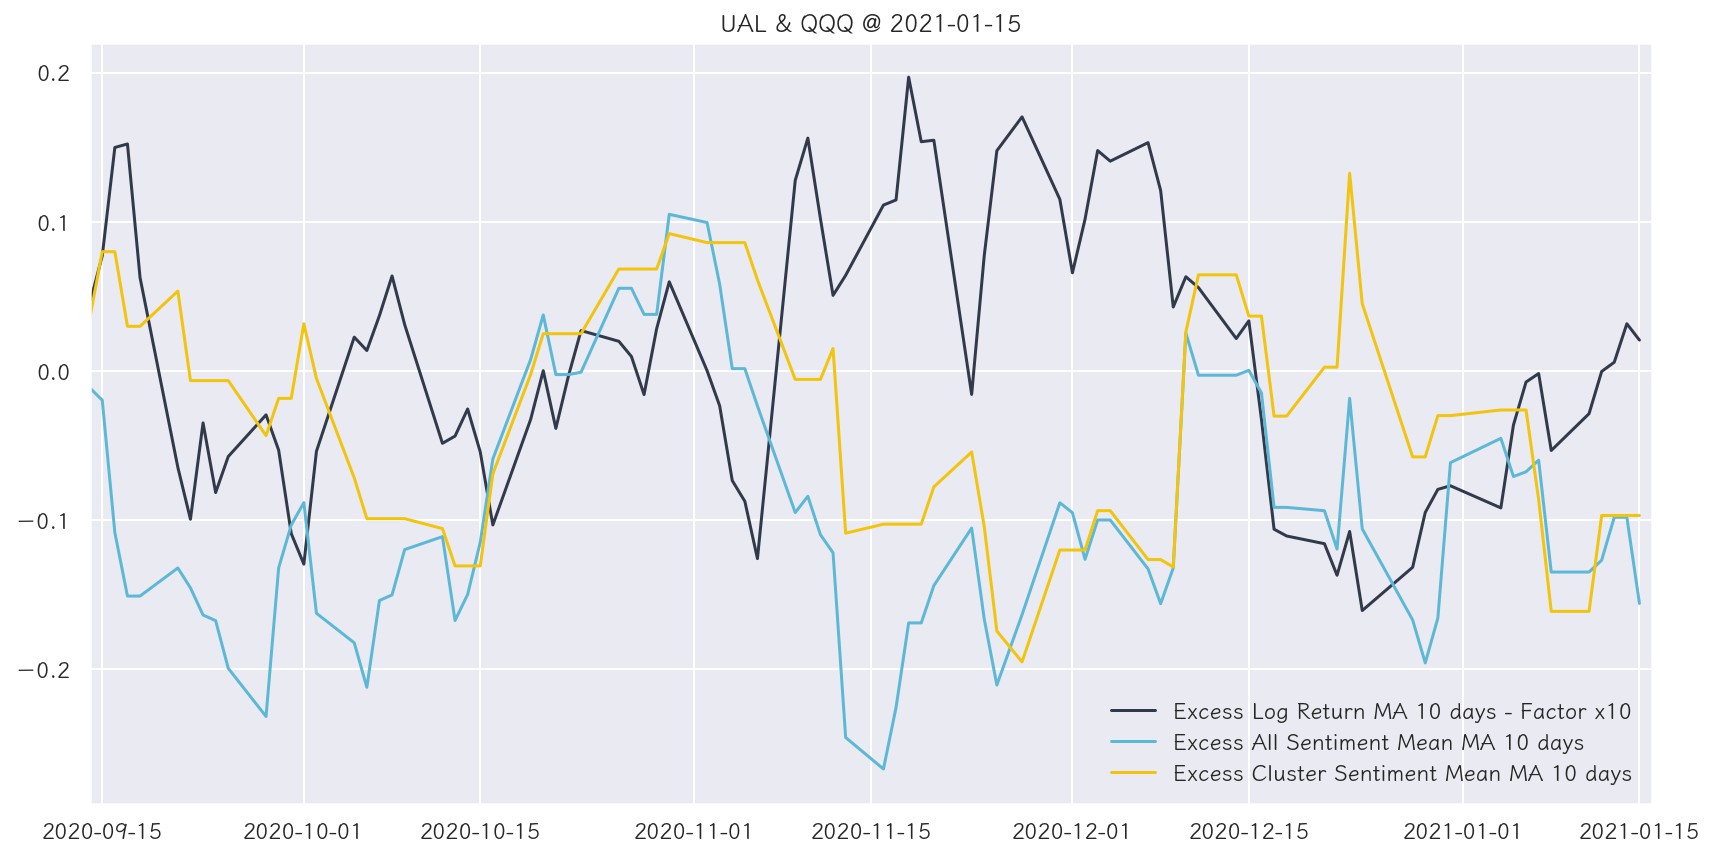 UAL & QQQ @ 2021-01-15
0.2
0.1
0.0
−0.1
−0.2
Excess Log Return MA 10 days - Factor x10
Excess All Sentiment Mean MA 10 days
Excess Cluster Sentiment Mean MA 10 days
2020-09-15 2020-10-01 2020-10-15 2020-11-01 2020-11-15 2020-12-01 2020-12-15 2021-01-01 2021-01-15